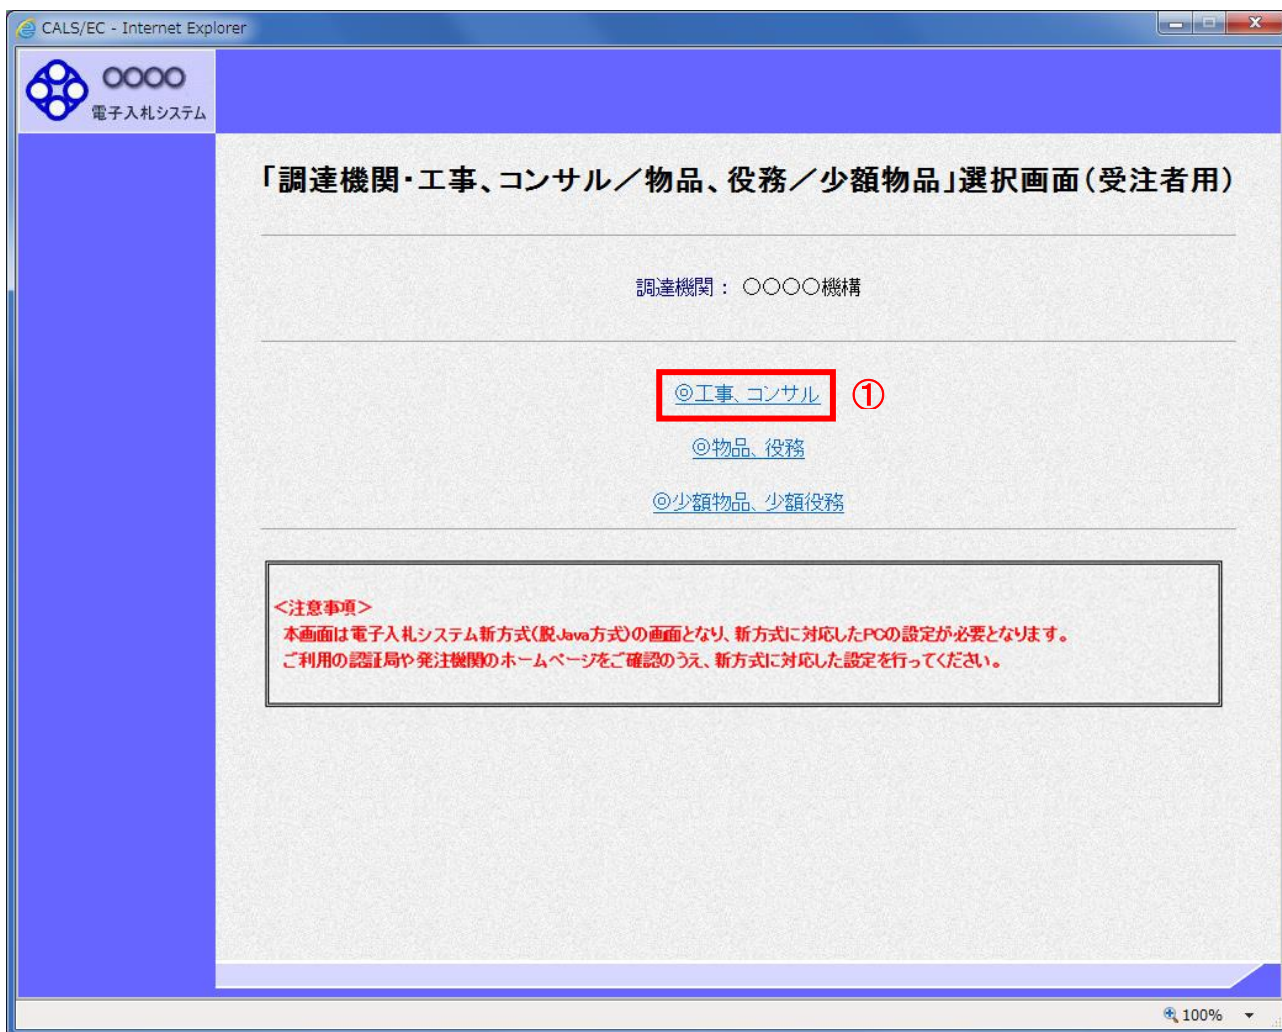 CALS/EC - Internet Explorer
〇〇〇〇
電子入札システム
「調達機関・工事、コンサル／物品、役務／少額物品」選択画面（受注者用）
調達機関： 〇〇〇〇機構
◎工事、コンサル ①
◎物品、役務
◎少額物品、少額役務
＜注意事項＞
本画面は電子入札システム新方式(脱Java方式)の画面となり、新方式に対応したPCの設定が必要となります。
ご利用の認証局や発注機関のホームページをご確認のうえ、新方式に対応した設定を行ってください。
100%